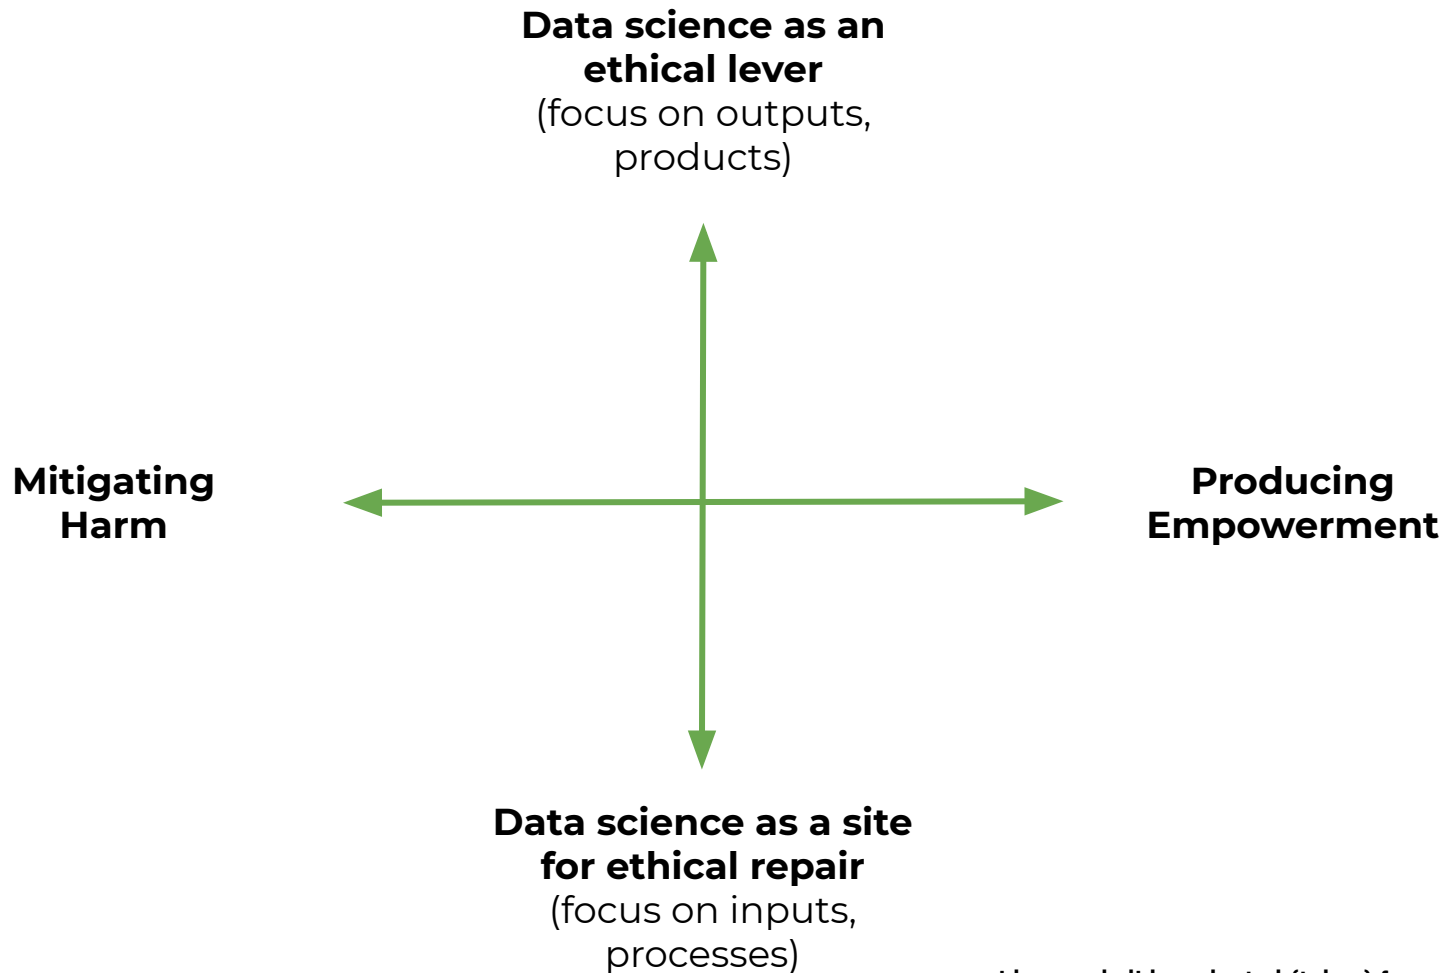 Data science as an
ethical lever
(focus on outputs,
products)
Mitigating
Harm
Producing
Empowerment
Data science as a site
for ethical repair
(focus on inputs,
processes)